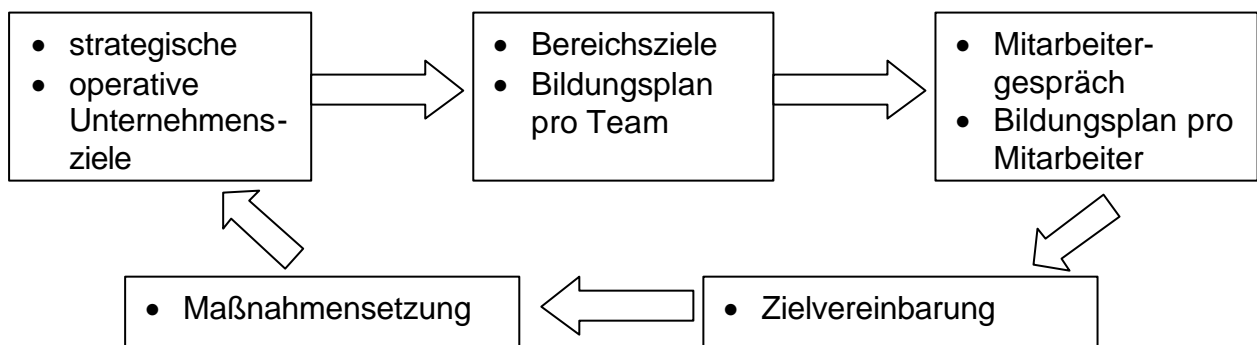 • strategische
• operative
Unternehmens-
ziele
• Bereichsziele
• Bildungsplan
pro Team
• Mitarbeiter-
gespräch
• Bildungsplan pro
Mitarbeiter
• Maßnahmensetzung
• Zielvereinbarung